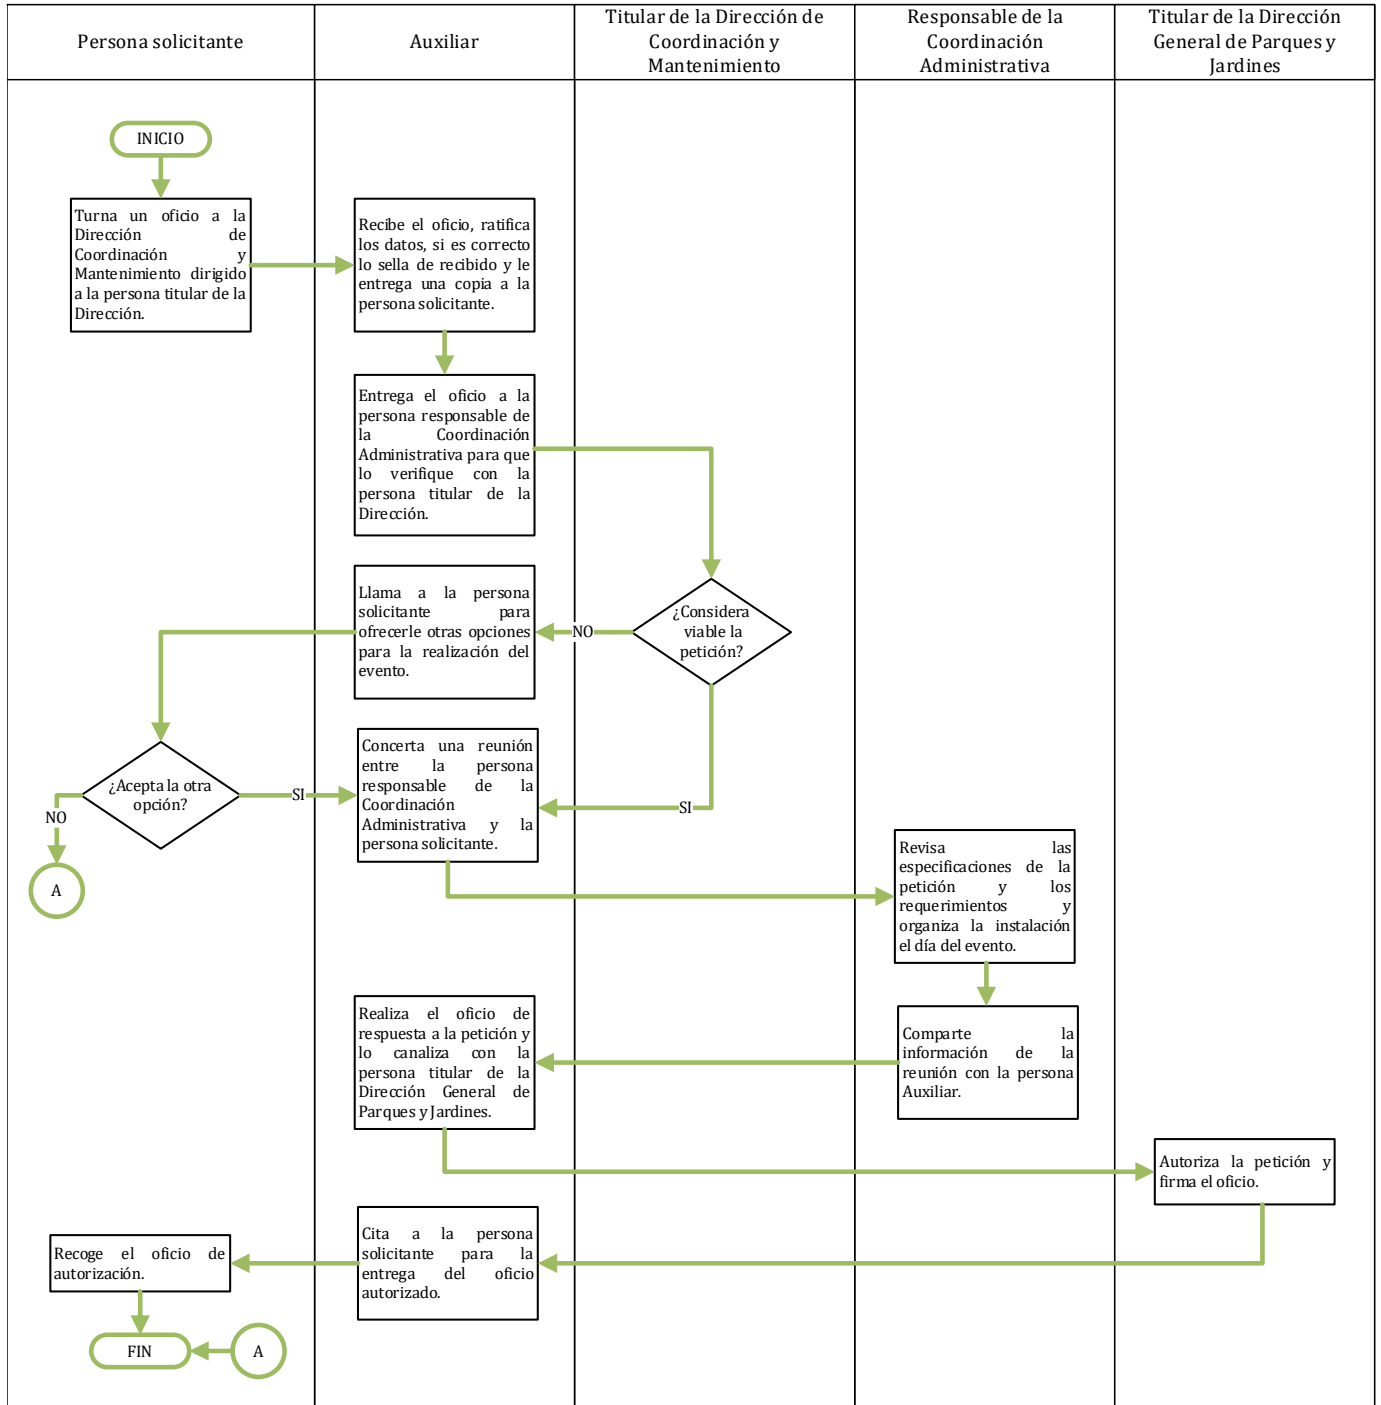 Persona solicitante
Auxiliar
Titular de la Dirección de
Coordinación y
Mantenimiento
Responsable de la
Coordinación
Administrativa
Titular de la Dirección
General de Parques y
Jardines
INICIO
Turna un oficio a la
Dirección de
Coordinación y
Mantenimiento dirigido
a la persona titular de la
Dirección.
Recibe el oficio, ratifica
los datos, si es correcto
lo sella de recibido y le
entrega una copia a la
persona solicitante.
Entrega el oficio a la
persona responsable de
la Coordinación
Administrativa para que
lo verifique con la
persona titular de la
Dirección.
¿Considera
viable la
petición?
NO
Llama a la persona
solicitante para
ofrecerle otras opciones
para la realización del
evento.
¿Acepta la otra
opción?
NO
A
SI
Concerta una reunión
entre la persona
responsable de la
Coordinación
Administrativa y la
persona solicitante.
SI
Revisa las
especificaciones de la
petición y los
requerimientos y
organiza la instalación
el día del evento.
Comparte la
información de la
reunión con la persona
Auxiliar.
Realiza el oficio de
respuesta a la petición y
lo canaliza con la
persona titular de la
Dirección General de
Parques y Jardines.
Autoriza la petición y
firma el oficio.
Cita a la persona
solicitante para la
entrega del oficio
autorizado.
Recoge el oficio de
autorización.
FIN
A